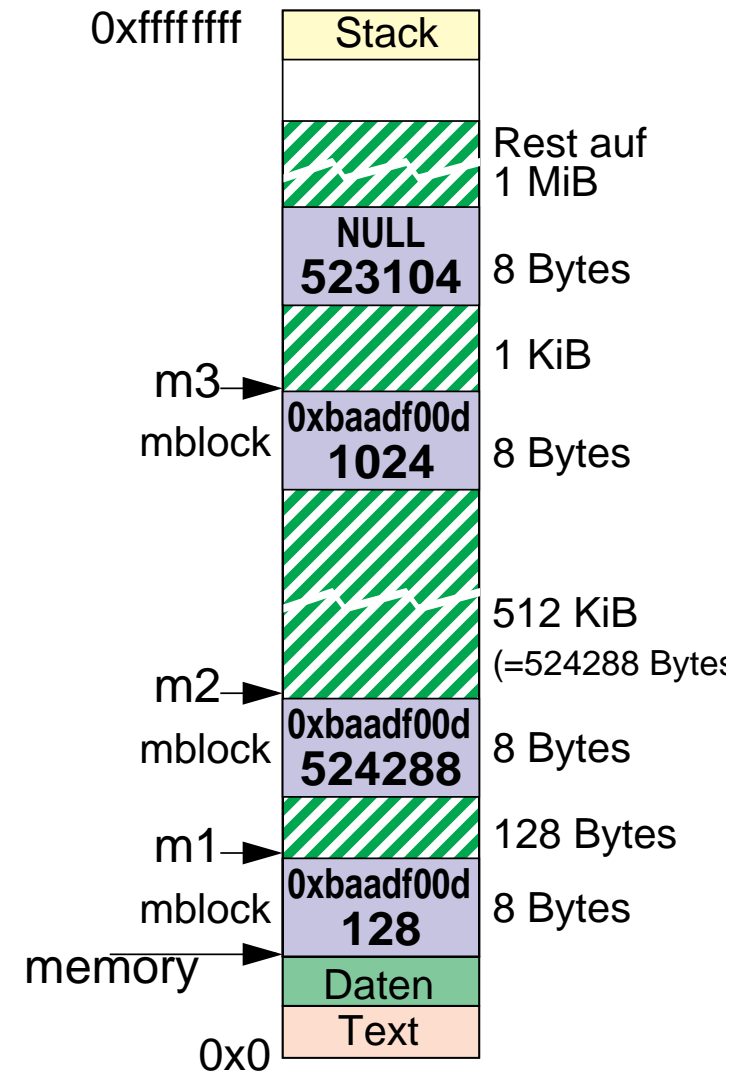 0xffffffff
Stack
Rest auf
1 MiB
NULL
523104
8 Bytes
1 KiB
m3
mblock
0xbaadf00d
1024
8 Bytes
512 KiB
(=524288 Bytes
m2
mblock
0xbaadf00d
524288
8 Bytes
128 Bytes
m1
mblock
0xbaadf00d
128
8 Bytes
memory
Daten
Text
0x0